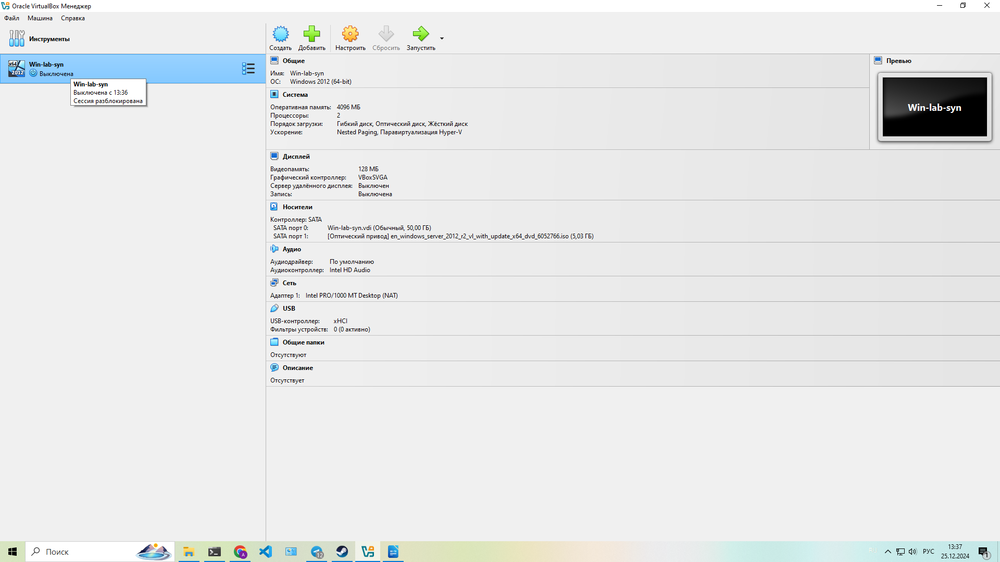 Oracle VirtualBox Менеджер
Файл Машина Справка
Инструменты
Создать Добавить Настроить Сбросить Запустить
x64
2012
Win-lab-syn
Выключена
Win-lab-syn
Выключена с 13:36
Сессия разблокирована
Общие
Имя: Win-lab-syn
ОС: Windows 2012 (64-bit)
Система
Оперативная память: 4096 МБ
Процессоры: 2
Порядок загрузки: Гибкий диск, Оптический диск, Жёсткий диск
Ускорение: Nested Paging, Паравиртуализация Hyper-V
Превью
Win-lab-syn
Дисплей
Видеопамять: 128 МБ
Графический контроллер: VBoxSVGA
Сервер удалённого дисплея: Выключен
Запись: Выключена
Носители
Контроллер: SATA
SATA порт 0: Win-lab-syn.vdi (Обычный, 50,00 ГБ)
SATA порт 1: [Оптический привод] en_windows_server_2012_r2_vl_with_update_x64_dvd_6052766.iso (5,03 ГБ)
Аудио
Аудиодрайвер: По умолчанию
Аудиоконтроллер: Intel HD Audio
Сеть
Адаптер 1: Intel PRO/1000 MT Desktop (NAT)
USB
USB-контроллер: xHCI
Фильтры устройств: 0 (0 активно)
Общие папки
Отсутствуют
Описание
Отсутствует
Поиск
A
12
РУС
13:37
25.12.2024
1